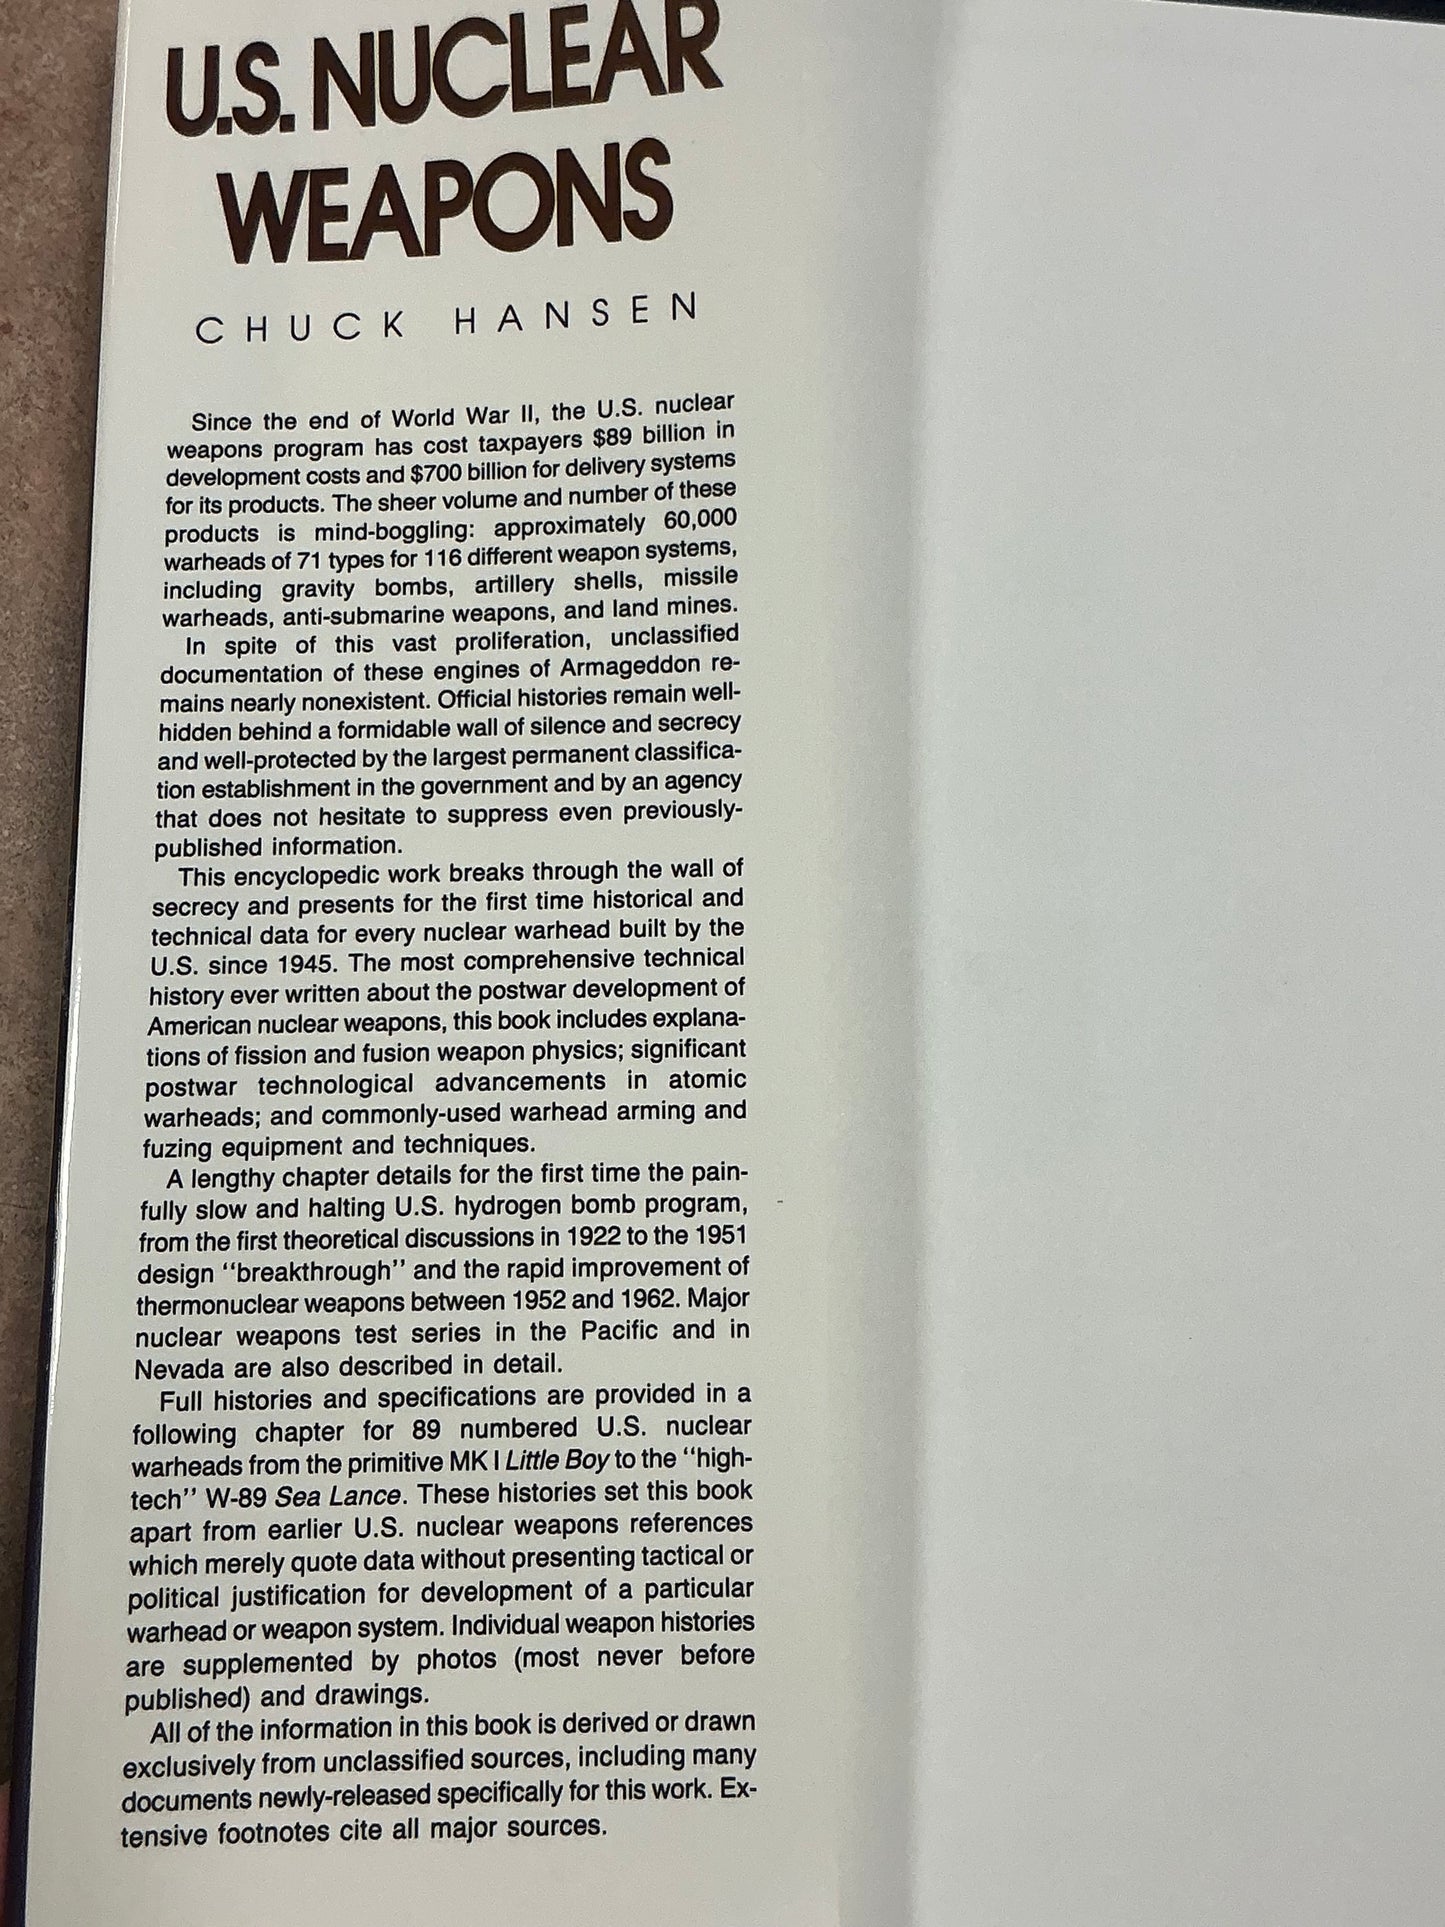 U.S. NUCLEAR
WEAPONS
CHUCK HANSEN
Since the end of World War II, the U.S. nuclear
weapons program has cost taxpayers $89 billion in
development costs and $700 billion for delivery systems
for its products. The sheer volume and number of these
products is mind-boggling: approximately 60,000
warheads of 71 types for 116 different weapon systems,
including gravity bombs, artillery shells, missile
warheads, anti-submarine weapons, and land mines.
In spite of this vast proliferation, unclassified
documentation of these engines of Armageddon re-
mains nearly nonexistent. Official histories remain well-
hidden behind a formidable wall of silence and secrecy
and well-protected by the largest permanent classifica-
tion establishment in the government and by an agency
that does not hesitate to suppress even previously-
published information.
This encyclopedic work breaks through the wall of
secrecy and presents for the first time historical and
technical data for every nuclear warhead built by the
U.S. since 1945. The most comprehensive technical
history ever written about the postwar development of
American nuclear weapons, this book includes explana-
tions of fission and fusion weapon physics; significant
postwar technological advancements in atomic
warheads; and commonly-used warhead arming and
fuzing equipment and techniques.
A lengthy chapter details for the first time the pain-
fully slow and halting U.S. hydrogen bomb program,
from the first theoretical discussions in 1922 to the 1951
design ‘‘breakthrough’’ and the rapid improvement of
thermonuclear weapons between 1952 and 1962. Major
nuclear weapons test series in the Pacific and in
Nevada are also described in detail.
Full histories and specifications are provided in a
following chapter for 89 numbered U.S. nuclear
warheads from the primitive MK I Little Boy to the ‘‘high-
tech’’ W-89 Sea Lance. These histories set this book
apart from earlier U.S. nuclear weapons references
which merely quote data without presenting tactical or
political justification for development of a particular
warhead or weapon system. Individual weapon histories
are supplemented by photos (most never before
published) and drawings.
All of the information in this book is derived or drawn
exclusively from unclassified sources, including many
documents newly-released specifically for this work. Ex-
tensive footnotes cite all major sources.